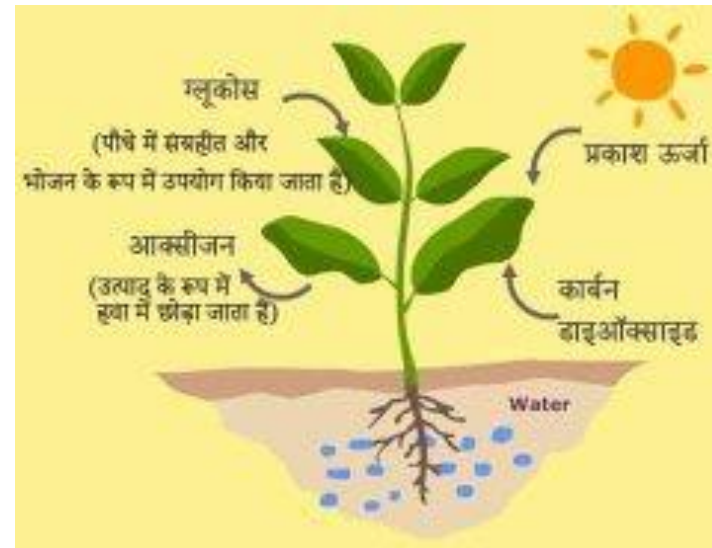 ग्लूकोस
(पौधे में संग्रहीत और
भोजन के रूप में उपयोग किया जाता है)
प्रकाश ऊर्जा
आक्सीजन
(उत्पाद के रूप में
हवा में छोड़ा जाता है)
कार्बन
डाइऑक्साइड
Water